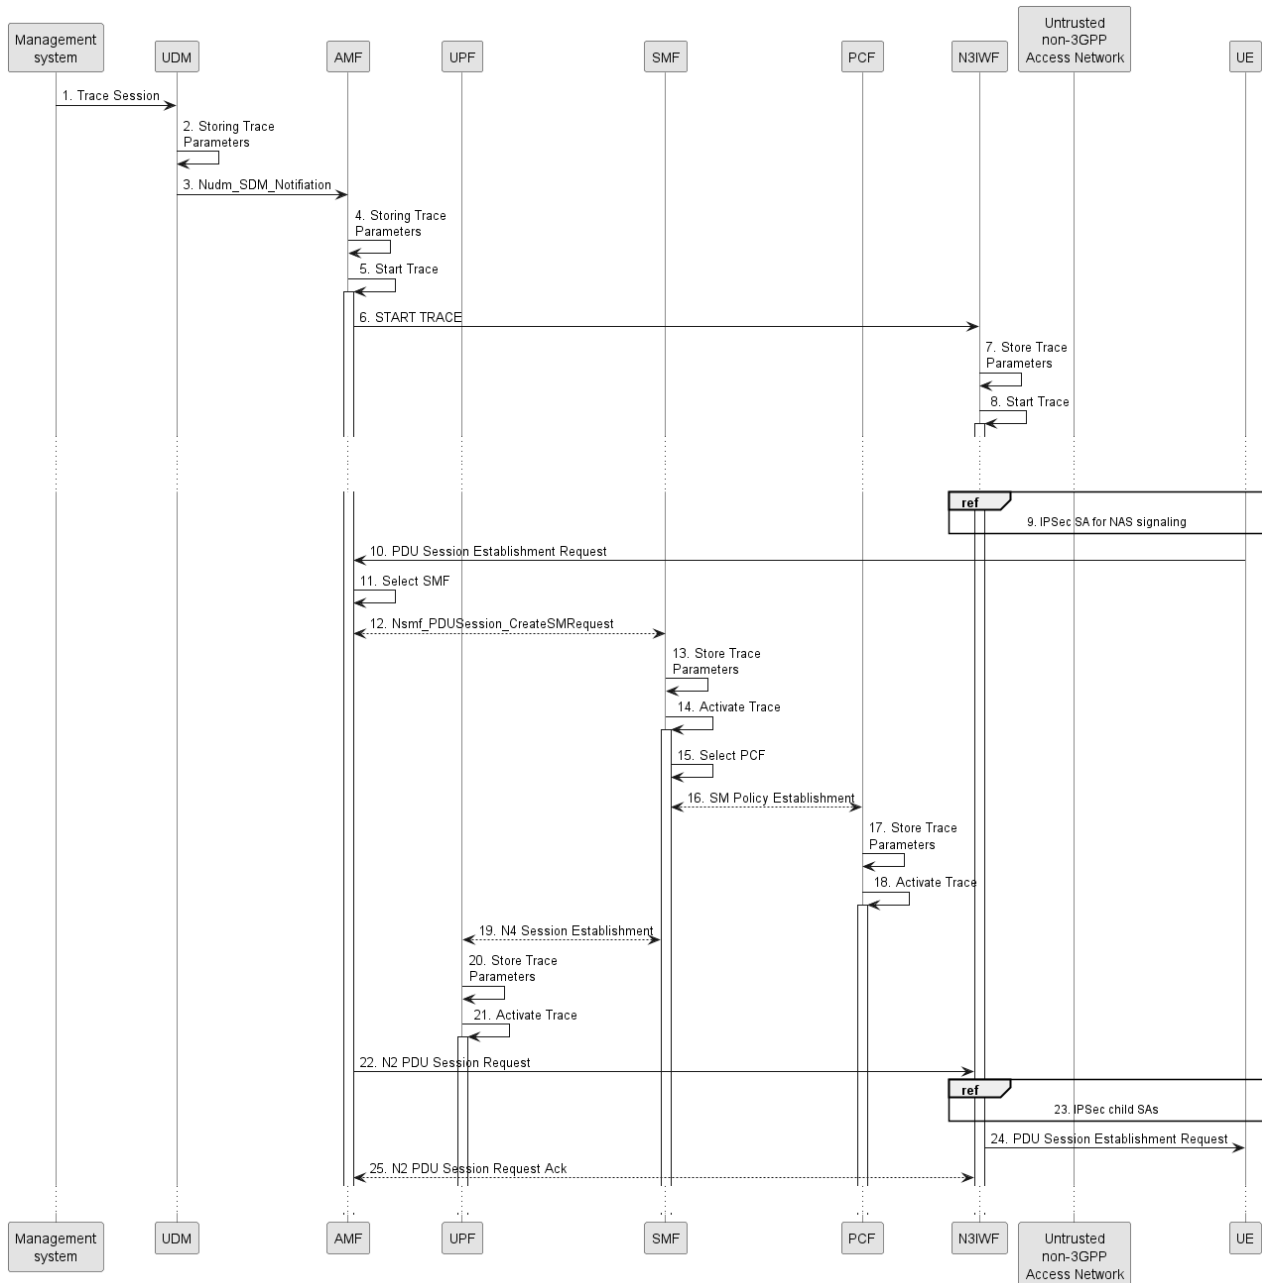 Management
system
UDM
AMF
UPF
SMF
PCF
N3IWF
Untrusted
non-3GPP
Access Network
UE
1. Trace Session
2. Storing Trace
Parameters
3. Nudm_SDM_Notifiation
4. Storing Trace
Parameters
5. Start Trace
6. START TRACE
7. Store Trace
Parameters
8. Start Trace
ref
9. IPSec SA for NAS signaling
10. PDU Session Establishment Request
11. Select SMF
12. Nsmf_PDUSession_CreateSMRequest
13. Store Trace
Parameters
14. Activate Trace
15. Select PCF
16. SM Policy Establishment
17. Store Trace
Parameters
18. Activate Trace
19. N4 Session Establishment
20. Store Trace
Parameters
21. Activate Trace
22. N2 PDU Session Request
ref
23. IPSec child SAs
24. PDU Session Establishment Request
25. N2 PDU Session Request Ack
Management
system
UDM
AMF
UPF
SMF
PCF
N3IWF
Untrusted
non-3GPP
Access Network
UE